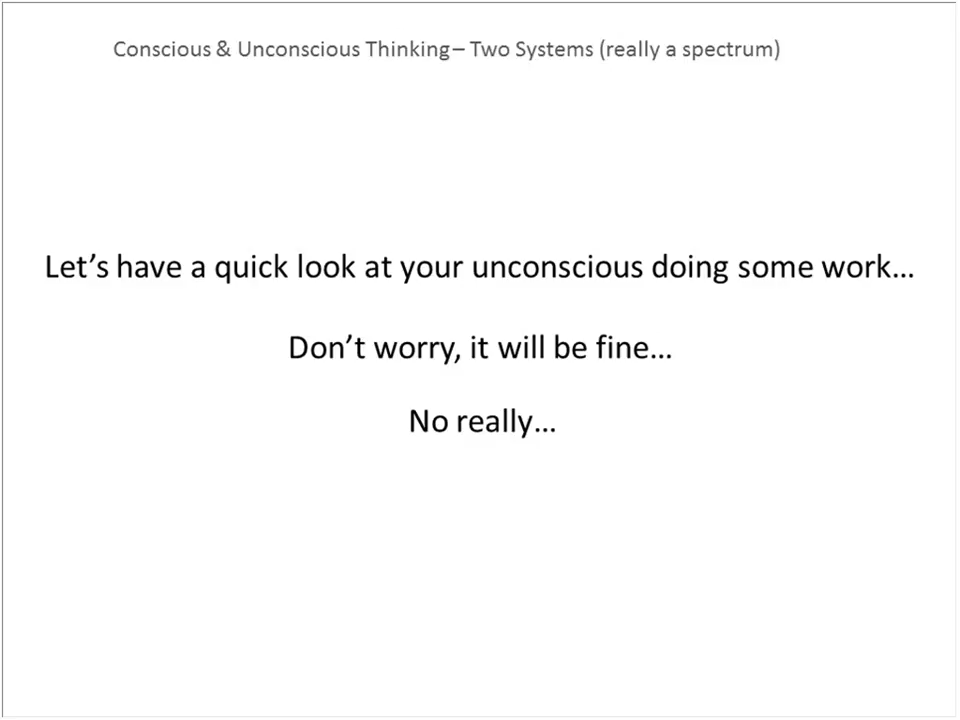 Conscious & Unconscious Thinking – Two Systems (really a spectrum)
Let’s have a quick look at your unconscious doing some work…
Don’t worry, it will be fine…
No really…